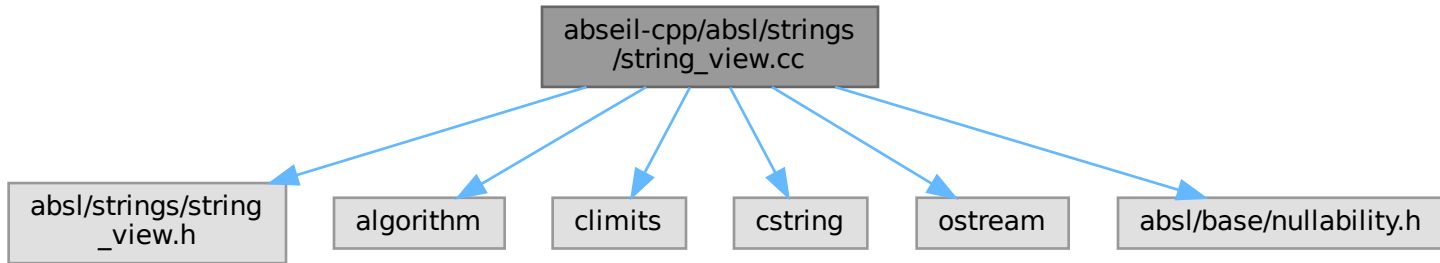 abseil-cpp/absl/strings
/string_view.cc
absl/strings/string
_view.h
algorithm
climits
cstring
ostream
absl/base/nullability.h